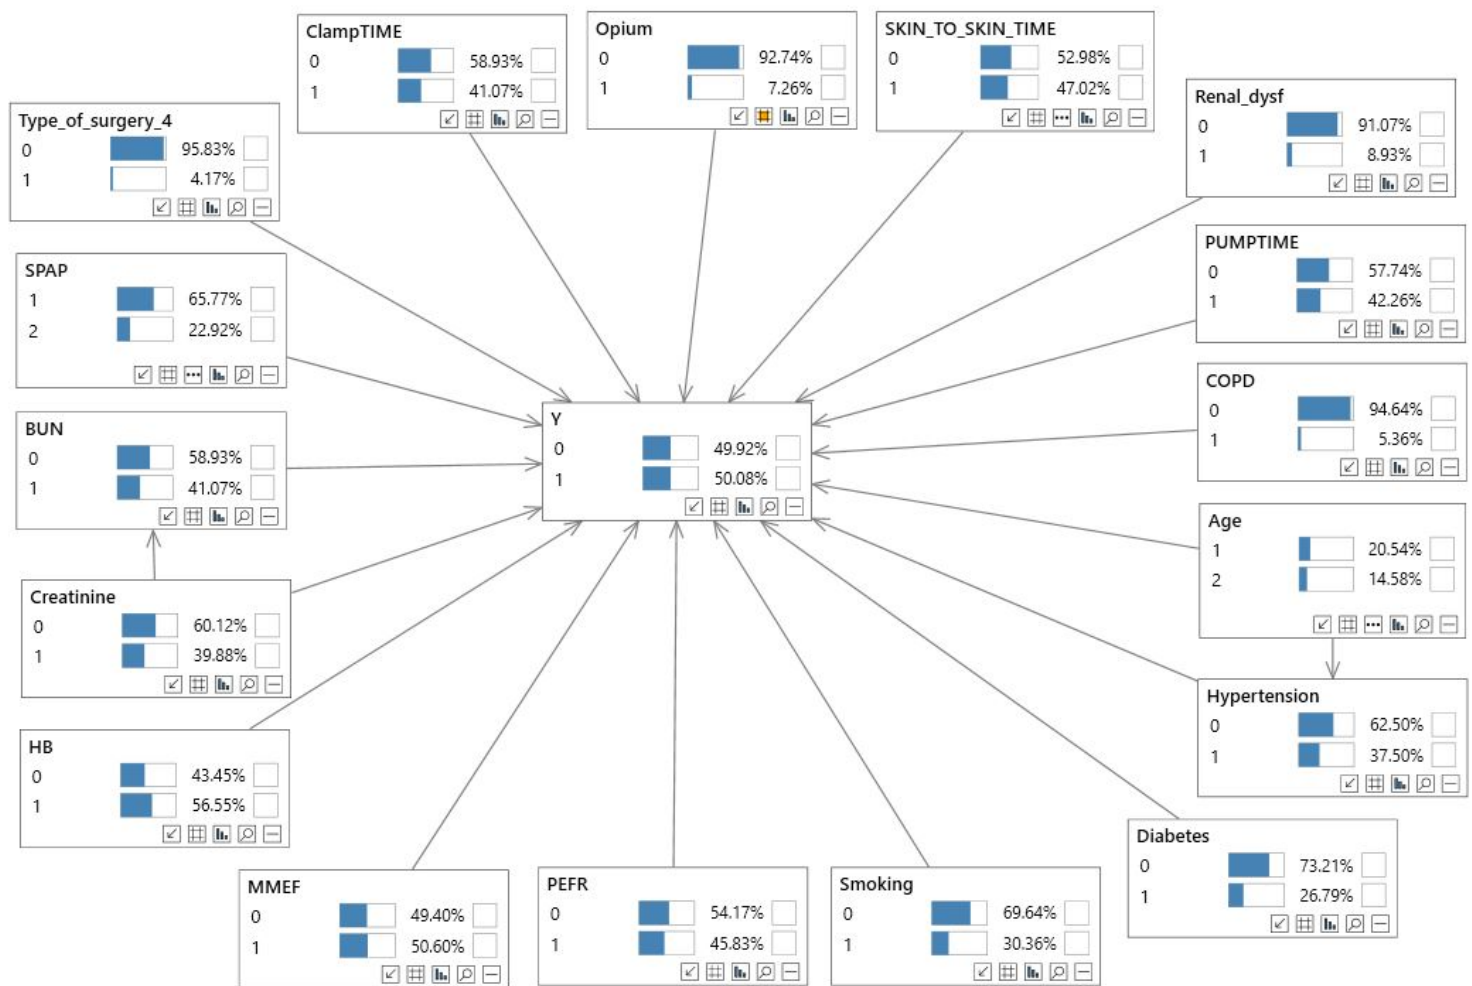 ClampTIME
0 58.93%
1 41.07%
Opium
0 92.74%
1 7.26%
SKIN_TO_SKIN_TIME
0 52.98%
1 47.02%
Renal_dysf
0 91.07%
1 8.93%
Type_of_surgery_4
0 95.83%
1 4.17%
SPAP
1 65.77%
2 22.92%
PUMPTIME
0 57.74%
1 42.26%
COPD
0 94.64%
1 5.36%
BUN
0 58.93%
1 41.07%
Y
0 49.92%
1 50.08%
Age
1 20.54%
2 14.58%
Creatinine
0 60.12%
1 39.88%
Hypertension
0 62.50%
1 37.50%
HB
0 43.45%
1 56.55%
Diabetes
0 73.21%
1 26.79%
MMEF
0 49.40%
1 50.60%
PEFR
0 54.17%
1 45.83%
Smoking
0 69.64%
1 30.36%